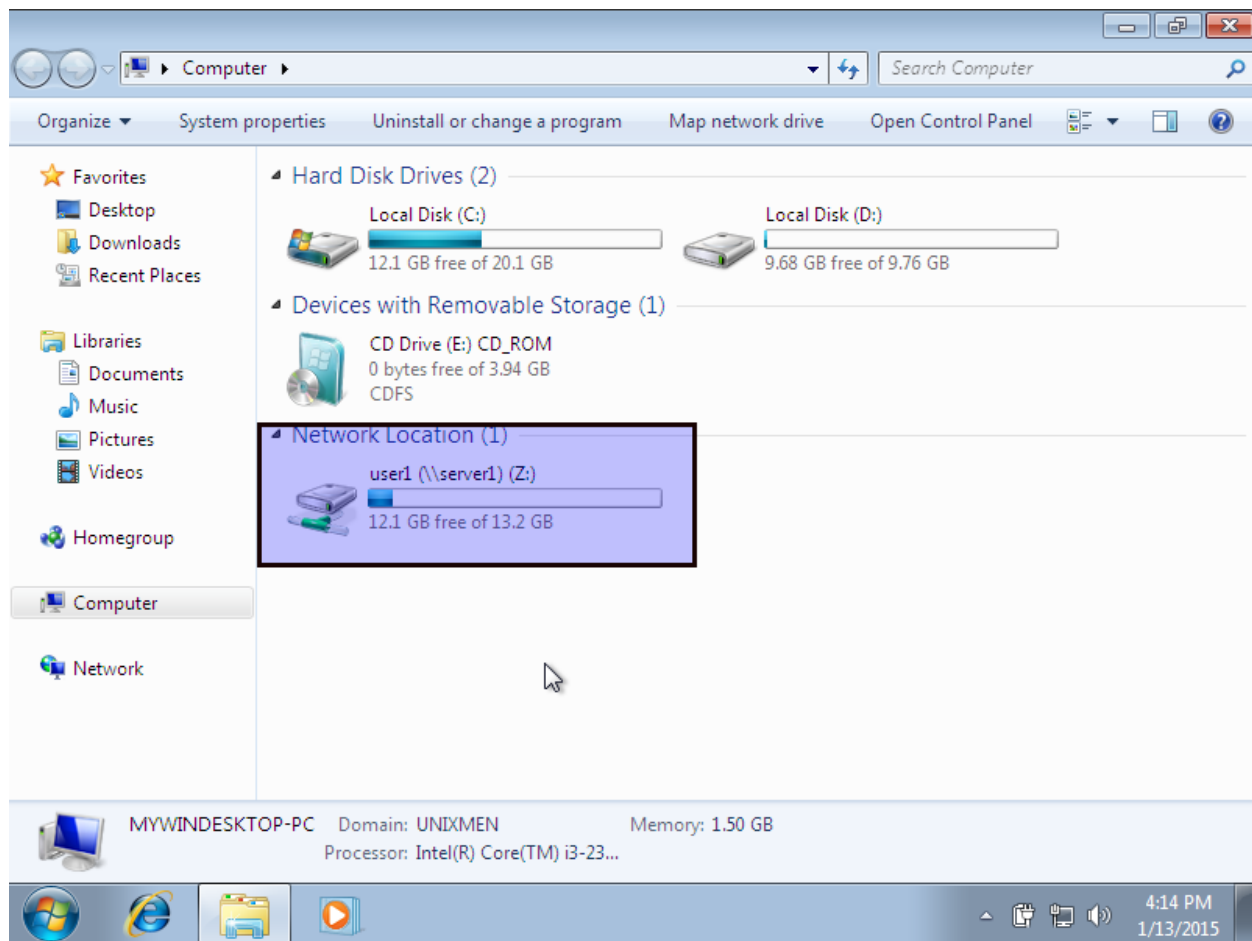 Computer
Search Computer
Organize
System properties
Uninstall or change a program
Map network drive
Open Control Panel
Favorites
Desktop
Downloads
Recent Places
Libraries
Documents
Music
Pictures
Videos
Homegroup
Computer
Network
Hard Disk Drives (2)
Local Disk (C:)
12.1 GB free of 20.1 GB
Local Disk (D:)
9.68 GB free of 9.76 GB
Devices with Removable Storage (1)
CD Drive (E:) CD_ROM
0 bytes free of 3.94 GB
CDFS
Network Location (1)
user1 (\\server1) (Z:)
12.1 GB free of 13.2 GB
MYWINDESKTOP-PC Domain: UNIXMEN Memory: 1.50 GB
Processor: Intel(R) Core(TM) i3-23...
4:14 PM
1/13/2015